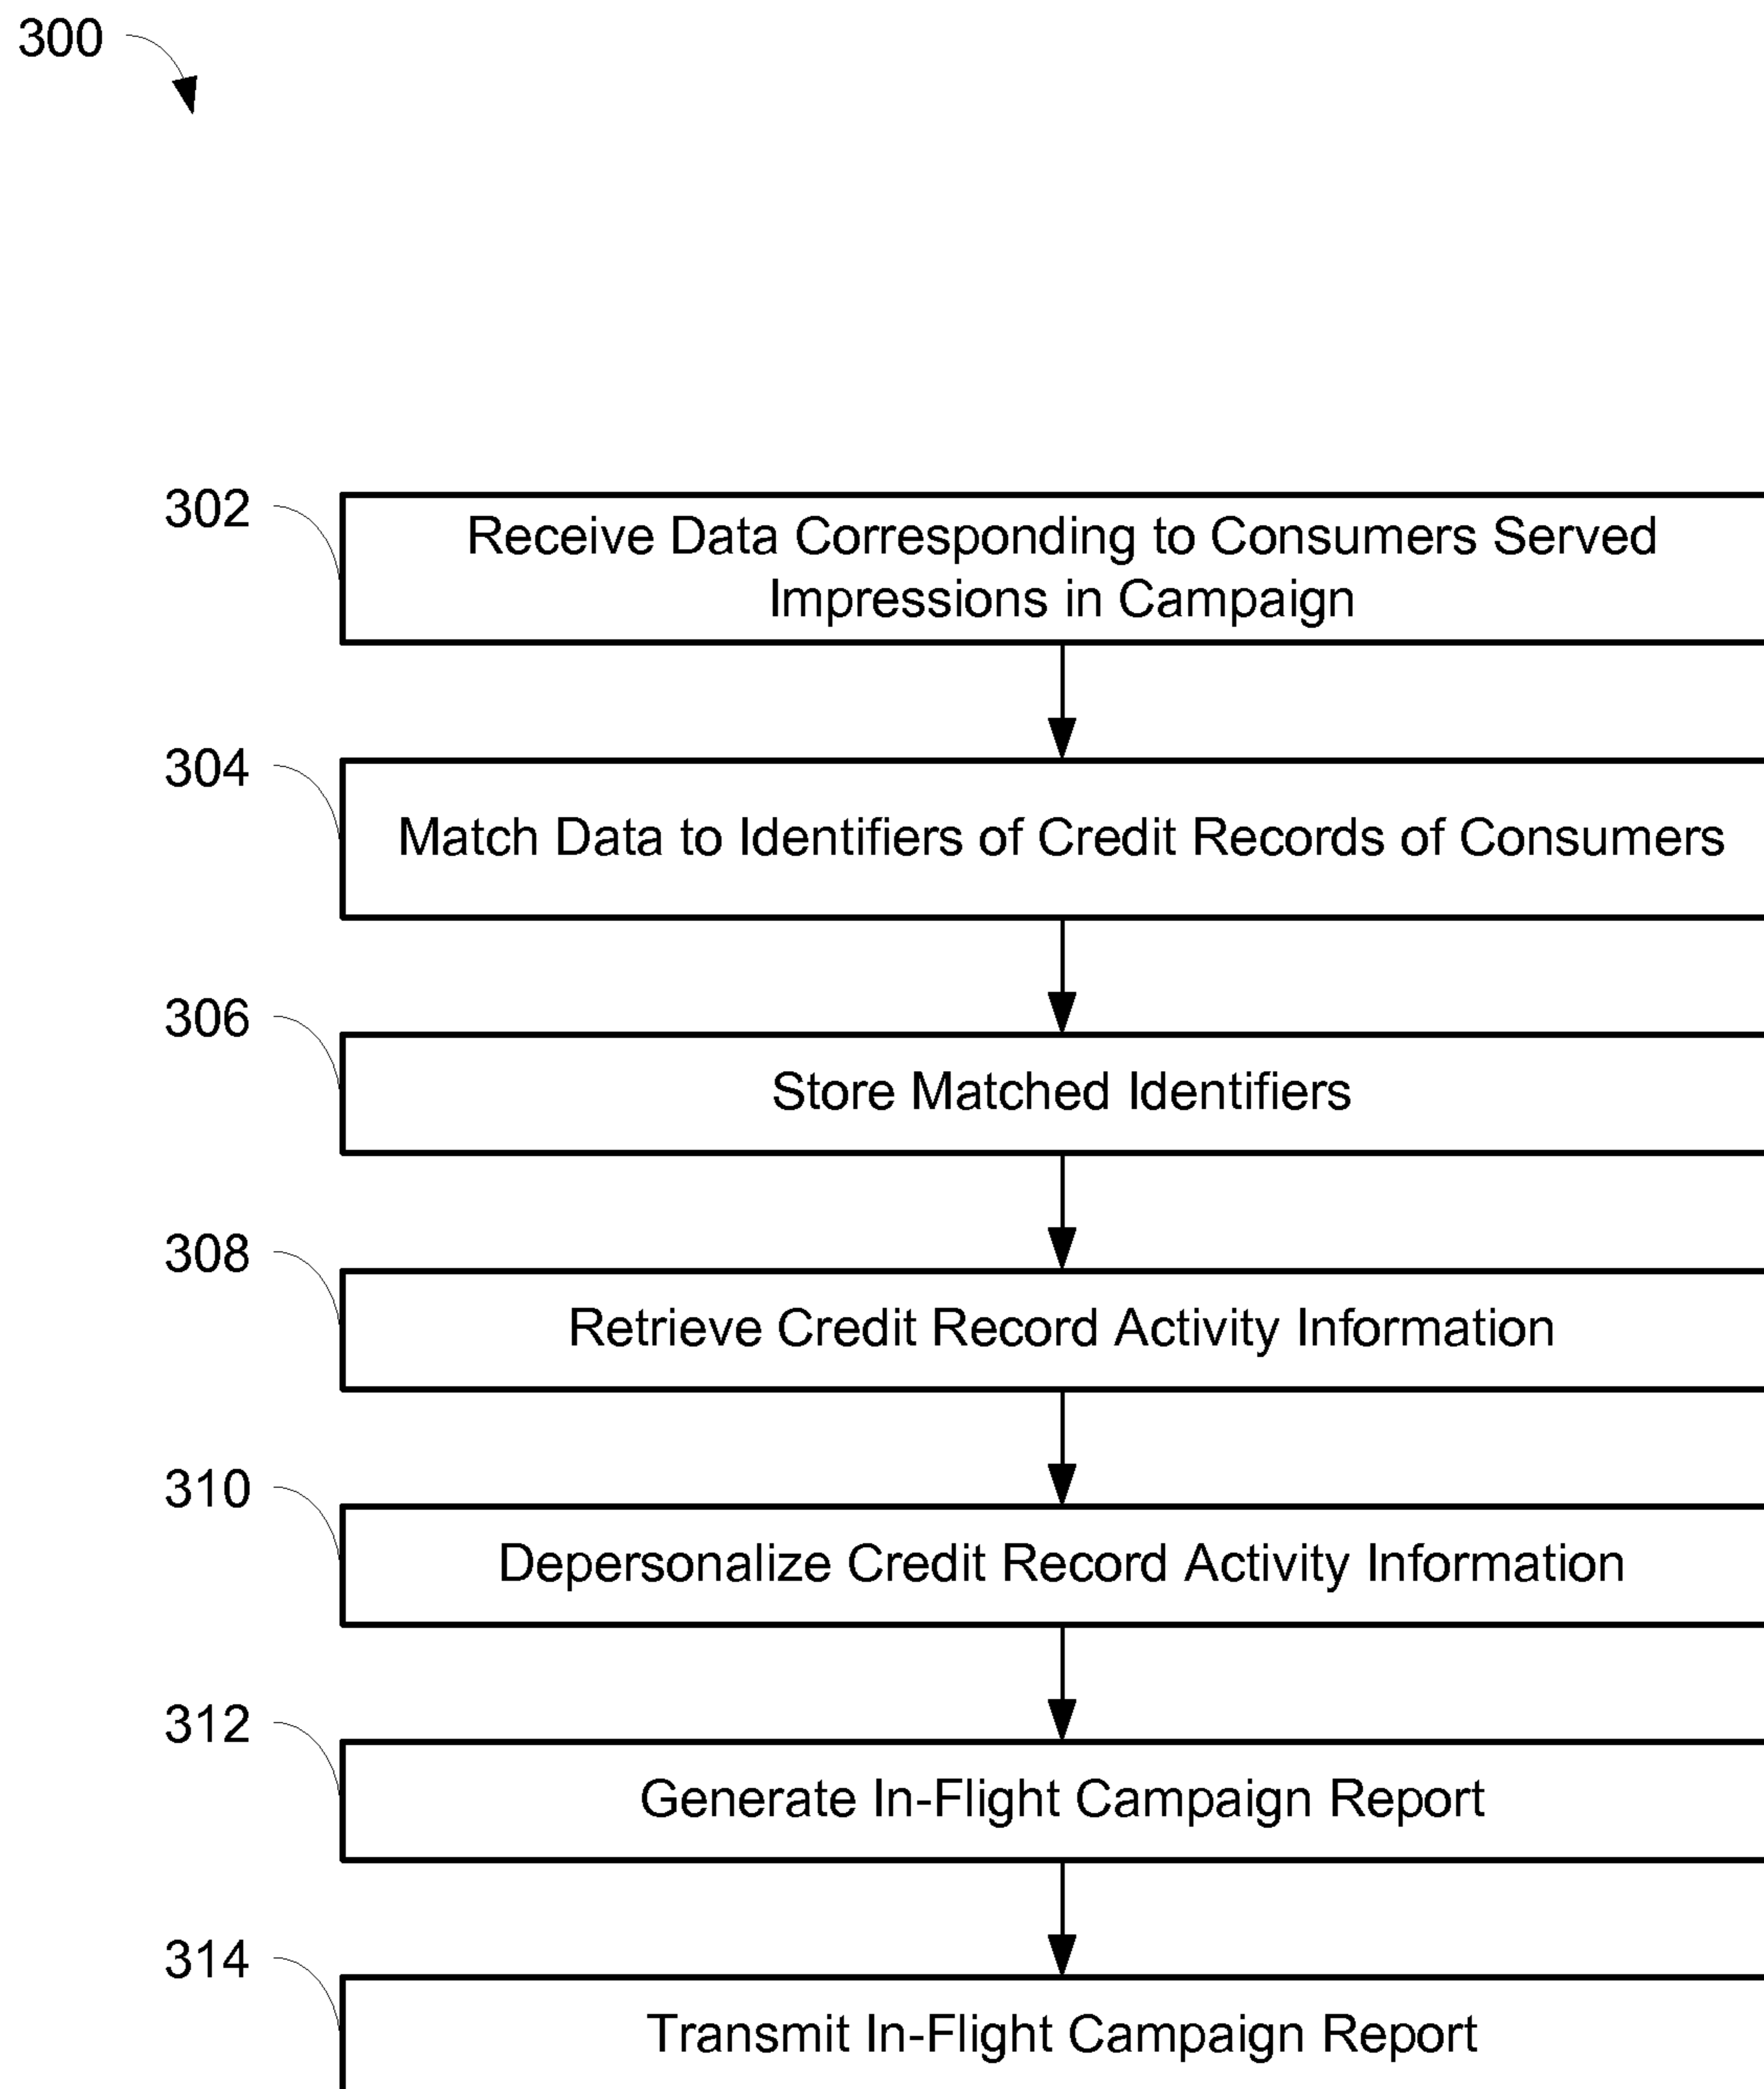 300
302
Receive Data Corresponding to Consumers Served
Impressions in Campaign
304
Match Data to Identifiers of Credit Records of Consumers
306
Store Matched Identifiers
308
Retrieve Credit Record Activity Information
310
Depersonalize Credit Record Activity Information
312
Generate In-Flight Campaign Report
314
Transmit In-Flight Campaign Report